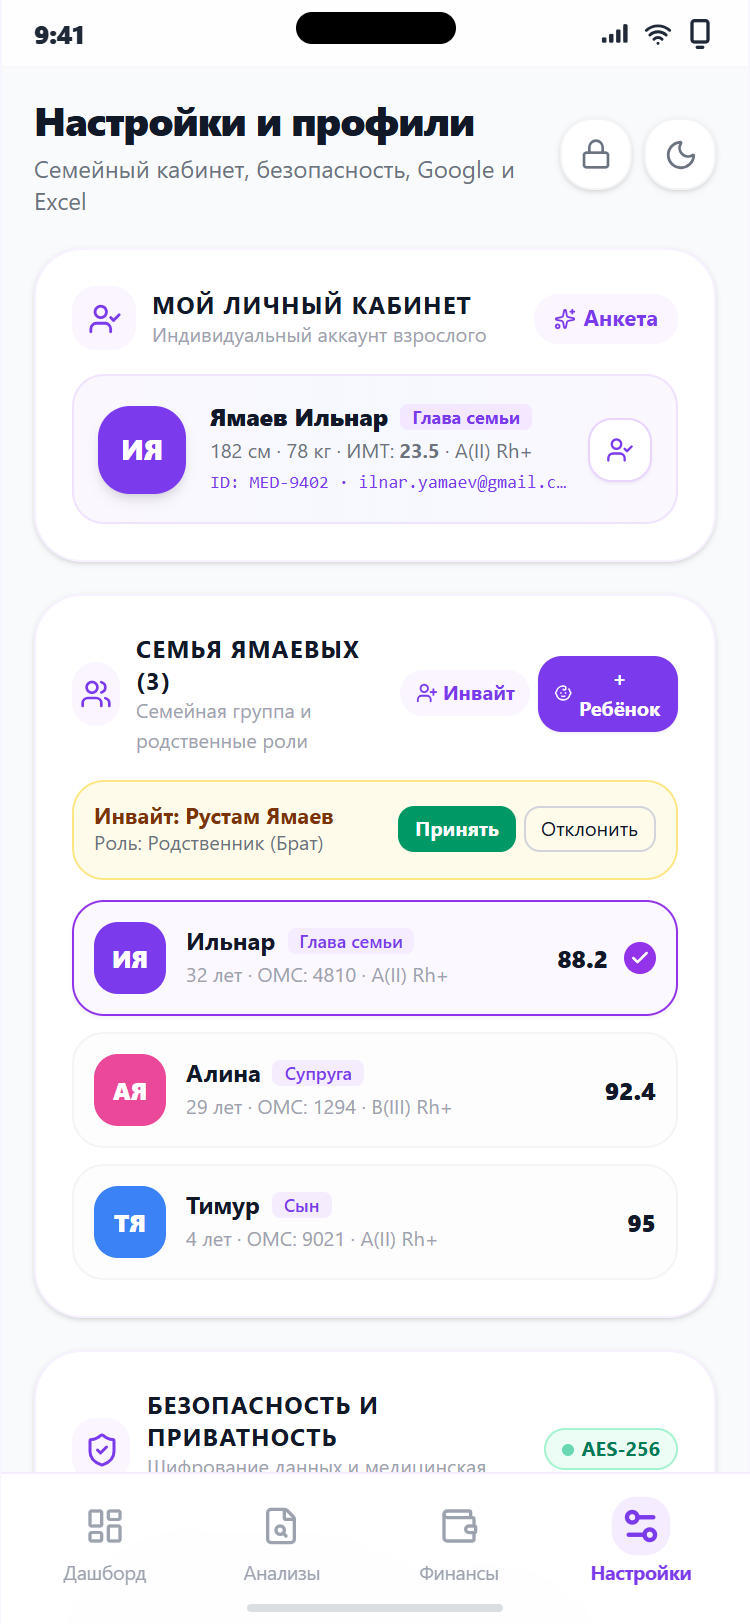 9:41
Настройки и профили
Семейный кабинет, безопасность, Google и
Excel
МОЙ ЛИЧНЫЙ КАБИНЕТ
Индивидуальный аккаунт взрослого
Анкета
ИЯ
Ямаев Ильнар
Глава семьи
182 см · 78 кг · ИМТ: 23.5 · A(II) Rh+
ID: MED-9402 · ilnar.yamaev@gmail.c…
СЕМЬЯ ЯМАЕВЫХ
(3)
Семейная группа и
родственные роли
Инвайт
+
Ребёнок
Инвайт: Рустам Ямаев
Роль: Родственник (Брат)
Принять
Отклонить
ИЯ
Ильнар
Глава семьи
32 лет · ОМС: 4810 · A(II) Rh+
88.2
АЯ
Алина
Супруга
29 лет · ОМС: 1294 · B(III) Rh+
92.4
ТЯ
Тимур
Сын
4 лет · ОМС: 9021 · A(II) Rh+
95
БЕЗОПАСНОСТЬ И
ПРИВАТНОСТЬ
Шифрование данных и медицинская
AES-256
Дашборд
Анализы
Финансы
Настройки